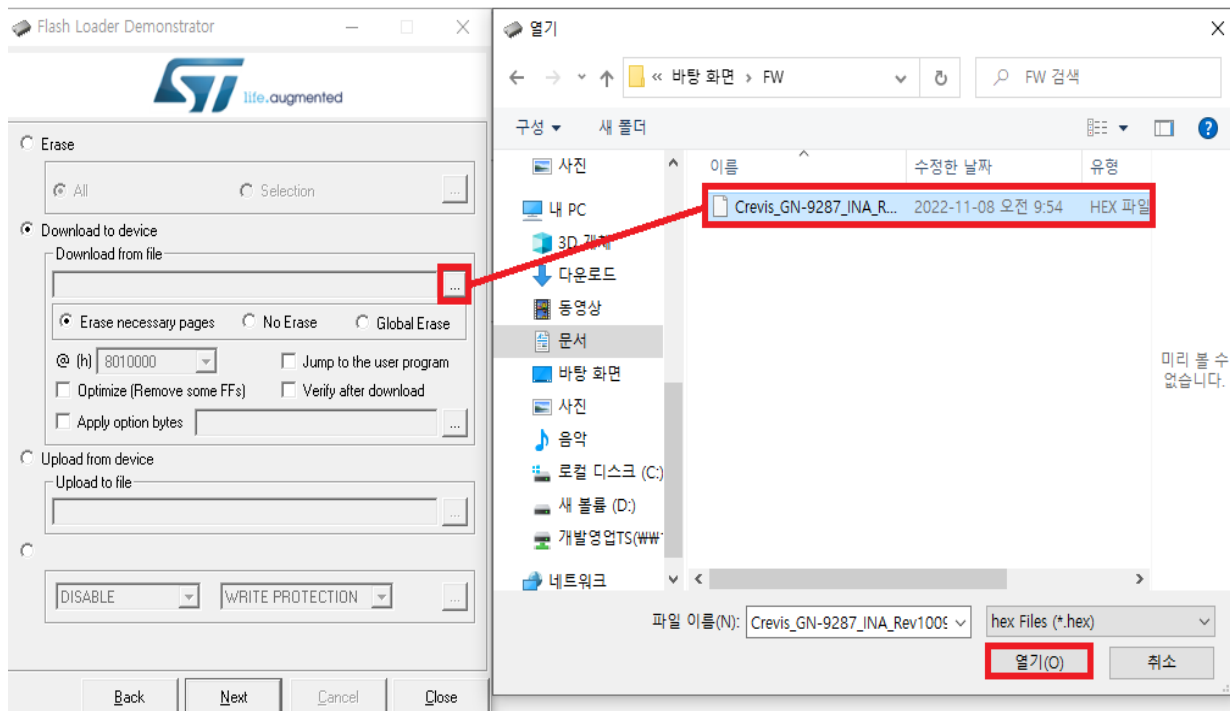 Flash Loader Demonstrator
life.augmented
Erase
All
Selection
...
Download to device
Download from file
...
Erase necessary pages
No Erase
Global Erase
@ (h)
8010000
Jump to the user program
Optimize (Remove some FFs)
Verify after download
Apply option bytes
...
Upload from device
Upload to file
...
DISABLE
WRITE PROTECTION
...
Back
Next
Cancel
Close
열기
« 바탕 화면 › FW
FW 검색
구성
새 폴더
사진
내 PC
3D 개체
다운로드
동영상
문서
바탕 화면
사진
음악
로컬 디스크 (C:)
새 볼륨 (D:)
개발영업TS(₩₩
네트워크
이름
수정한 날짜
유형
Crevis_GN-9287_INA_R...
2022-11-08 오전 9:54
HEX 파일
미리 볼 수
없습니다.
파일 이름(N):
Crevis_GN-9287_INA_Rev1009
hex Files (*.hex)
열기(O)
취소